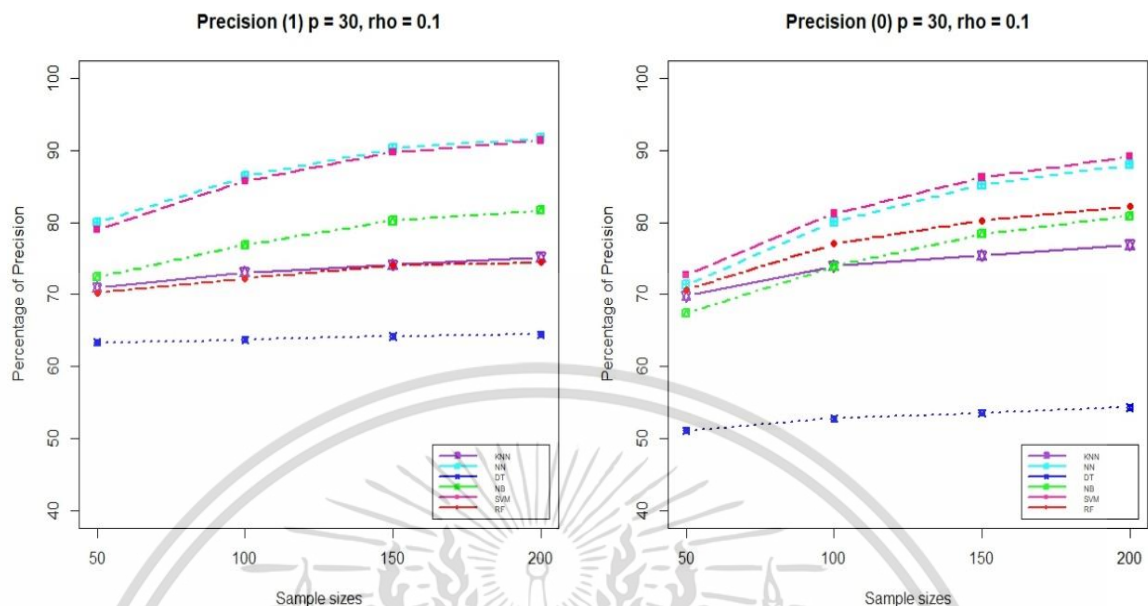 Precision (1) p = 30, rho = 0.1
Percentage of Precision
100
90
80
70
60
50
40
50 100 150 200
Sample sizes
KNN
NN
DT
NB
SVM
RF
Precision (0) p = 30, rho = 0.1
Percentage of Precision
100
90
80
70
60
50
40
50 100 150 200
Sample sizes
KNN
NN
DT
NB
SVM
RF